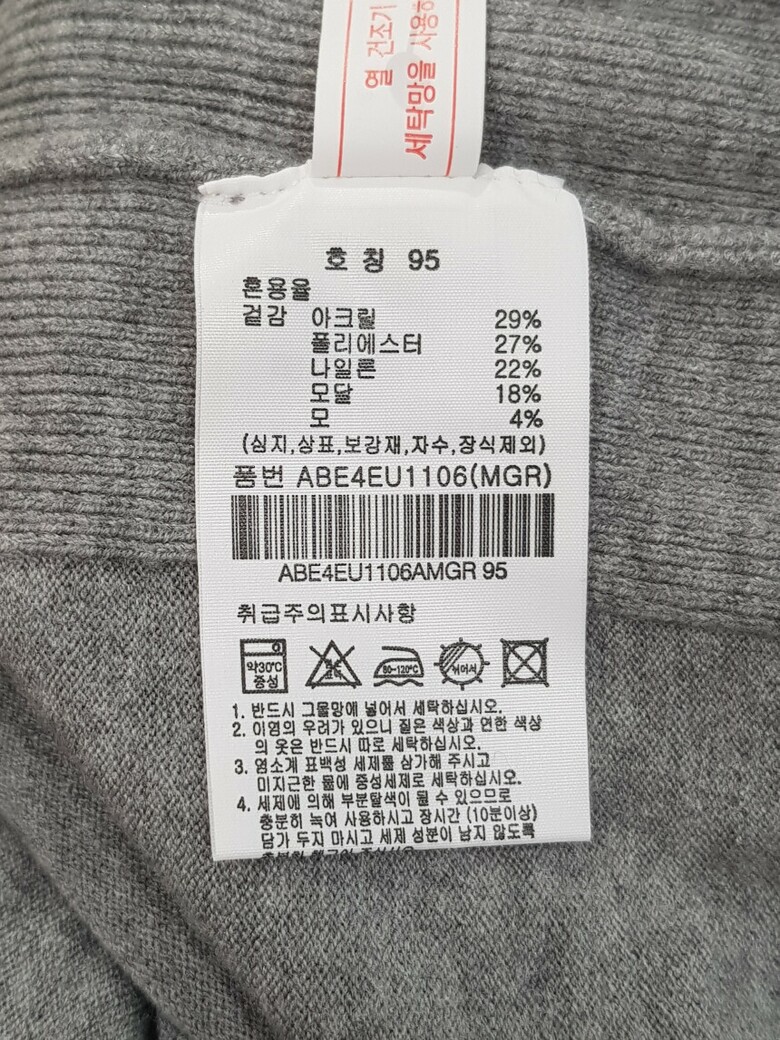 열 건조기
세탁망을 사용하
호칭 95
혼용율
겉감 아크릴 29%
폴리에스터 27%
나일론 22%
모달 18%
모 4%
(심지,상표,보강재,자수,장식제외)
품번 ABE4EU1106(MGR)
ABE4EU1106AMGR 95
취급주의표시사항
약30℃
중성
80-120℃
뉘어서
1. 반드시 그물망에 넣어서 세탁하십시오.
2. 이염의 우려가 있으니 짙은 색상과 연한 색상
의 옷은 반드시 따로 세탁하십시오.
3. 염소계 표백성 세제를 삼가해 주시고
미지근한 물에 중성세제로 세탁하십시오.
4. 세제에 의해 부분탈색이 될 수 있으므로
충분히 녹여 사용하시고 장시간 (10분이상)
담가 두지 마시고 세제 성분이 남지 않도록